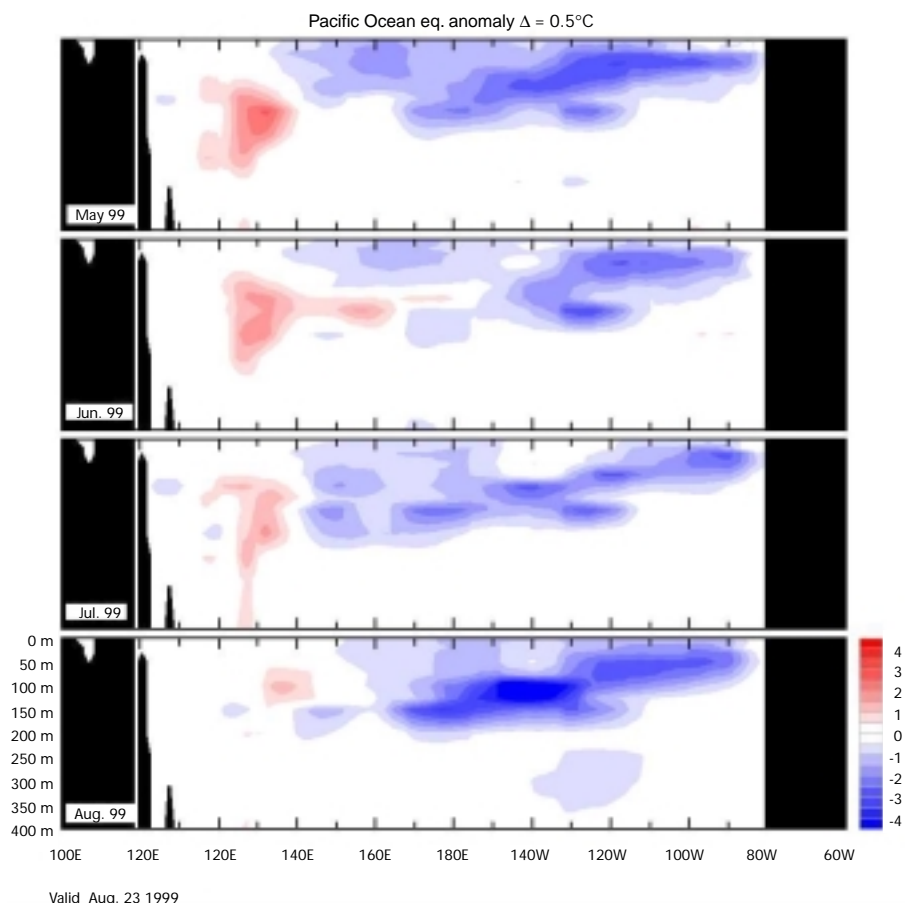 Pacific Ocean eq. anomaly Δ = 0.5°C
May 99
Jun. 99
Jul. 99
0 m
50 m
100 m
150 m
200 m
250 m
300 m
350 m
400 m
Aug. 99
4
3
2
1
0
-1
-2
-3
-4
100E 120E 120E 140E 160E 180E 160W 140W 120W 100W 80W 60W
Valid Aug. 23 1999